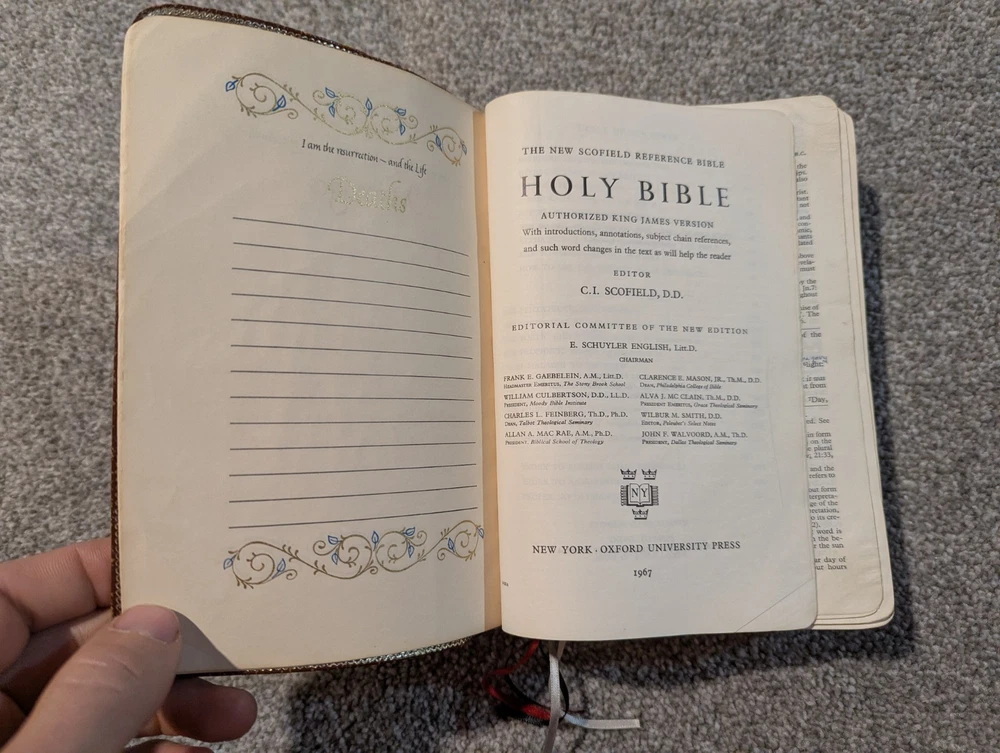 I am the resurrection – and the Life
Deaths
THE NEW SCOFIELD REFERENCE BIBLE
HOLY BIBLE
AUTHORIZED KING JAMES VERSION
With introductions, annotations, subject chain references,
and such word changes in the text as will help the reader
EDITOR
C. I. SCOFIELD, D.D.
EDITORIAL COMMITTEE OF THE NEW EDITION
E. SCHUYLER ENGLISH, Litt.D.
CHAIRMAN
FRANK E. GAEBELEIN, A.M., Litt.D.
HEADMASTER EMERITUS, The Stony Brook School
WILLIAM CULBERTSON, D.D., LL.D.
PRESIDENT, Moody Bible Institute
CHARLES L. FEINBERG, Th.D., Ph.D.
DEAN, Talbot Theological Seminary
ALLAN A. MAC RAE, A.M., Ph.D.
PRESIDENT, Biblical School of Theology
CLARENCE E. MASON, JR., Th.M., D.D.
DEAN, Philadelphia College of Bible
ALVA J. MC CLAIN, Th.M., D.D.
PRESIDENT EMERITUS, Grace Theological Seminary
WILBUR M. SMITH, D.D.
EDITOR, Peloubet's Select Notes
JOHN F. WALVOORD, A.M., Th.D.
PRESIDENT, Dallas Theological Seminary
N Y
NEW YORK · OXFORD UNIVERSITY PRESS
1967